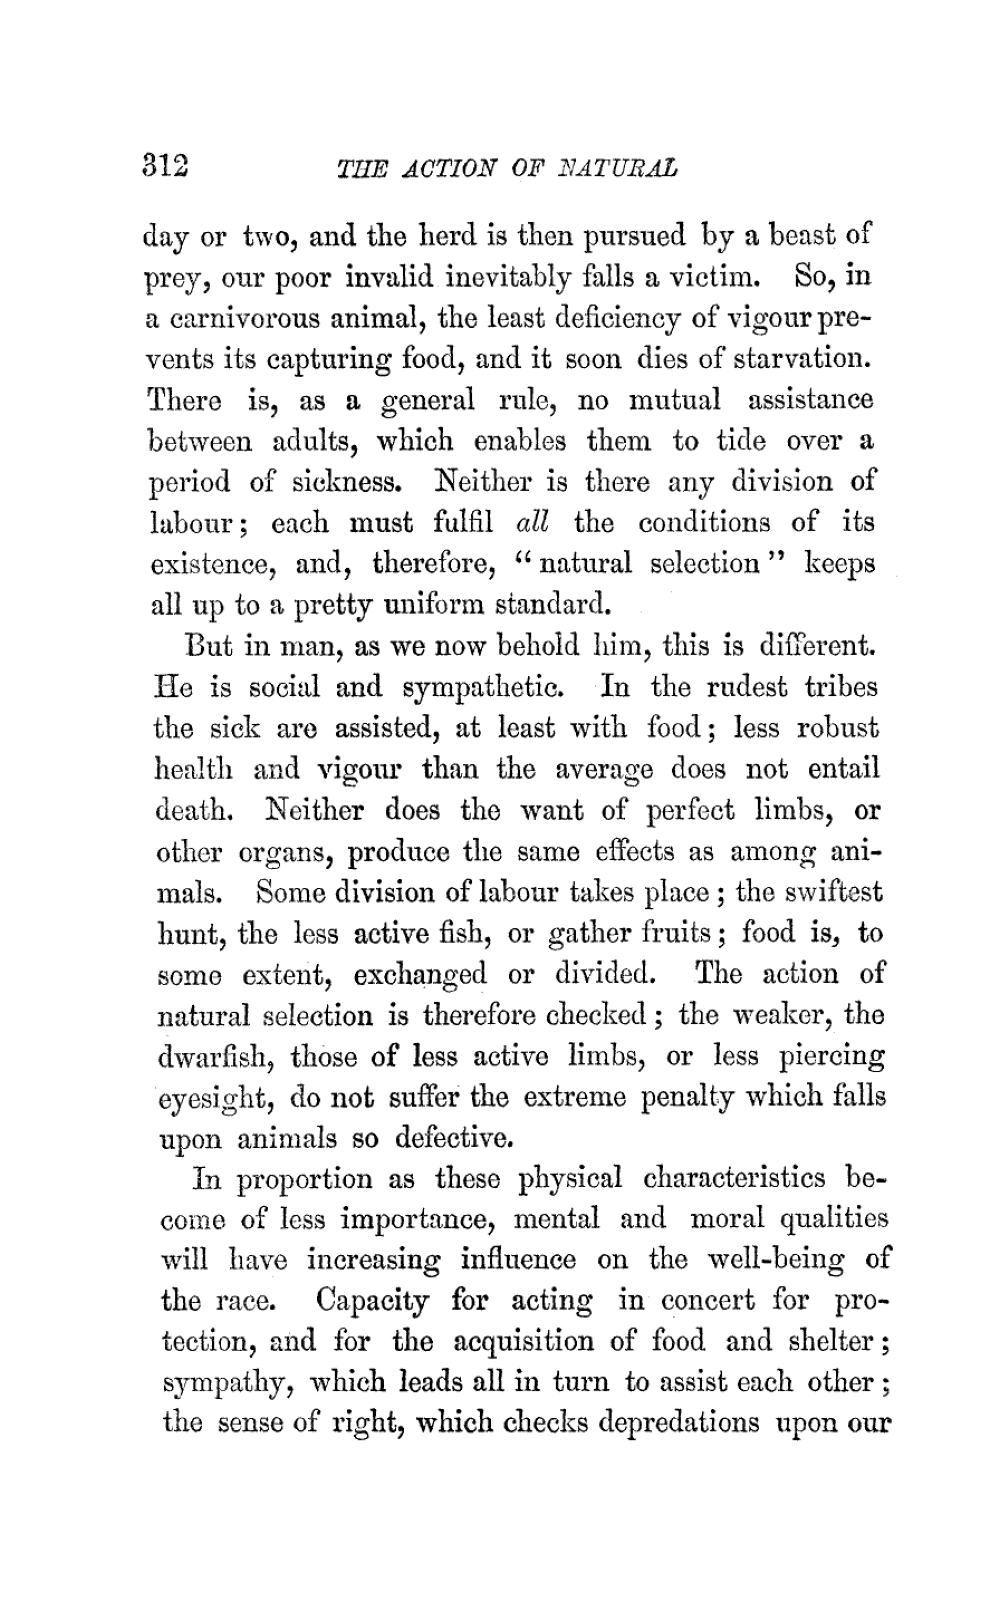 312 THE ACTION OF NATURAL
day or two, and the herd is then pursued by a beast of
prey, our poor invalid inevitably falls a victim. So, in
a carnivorous animal, the least deficiency of vigour pre-
vents its capturing food, and it soon dies of starvation.
There is, as a general rule, no mutual assistance
between adults, which enables them to tide over a
period of sickness. Neither is there any division of
labour; each must fulfil all the conditions of its
existence, and, therefore, “natural selection” keeps
all up to a pretty uniform standard.
But in man, as we now behold him, this is different.
He is social and sympathetic. In the rudest tribes
the sick are assisted, at least with food; less robust
health and vigour than the average does not entail
death. Neither does the want of perfect limbs, or
other organs, produce the same effects as among ani-
mals. Some division of labour takes place; the swiftest
hunt, the less active fish, or gather fruits; food is, to
some extent, exchanged or divided. The action of
natural selection is therefore checked; the weaker, the
dwarfish, those of less active limbs, or less piercing
eyesight, do not suffer the extreme penalty which falls
upon animals so defective.
In proportion as these physical characteristics be-
come of less importance, mental and moral qualities
will have increasing influence on the well-being of
the race. Capacity for acting in concert for pro-
tection, and for the acquisition of food and shelter;
sympathy, which leads all in turn to assist each other;
the sense of right, which checks depredations upon our